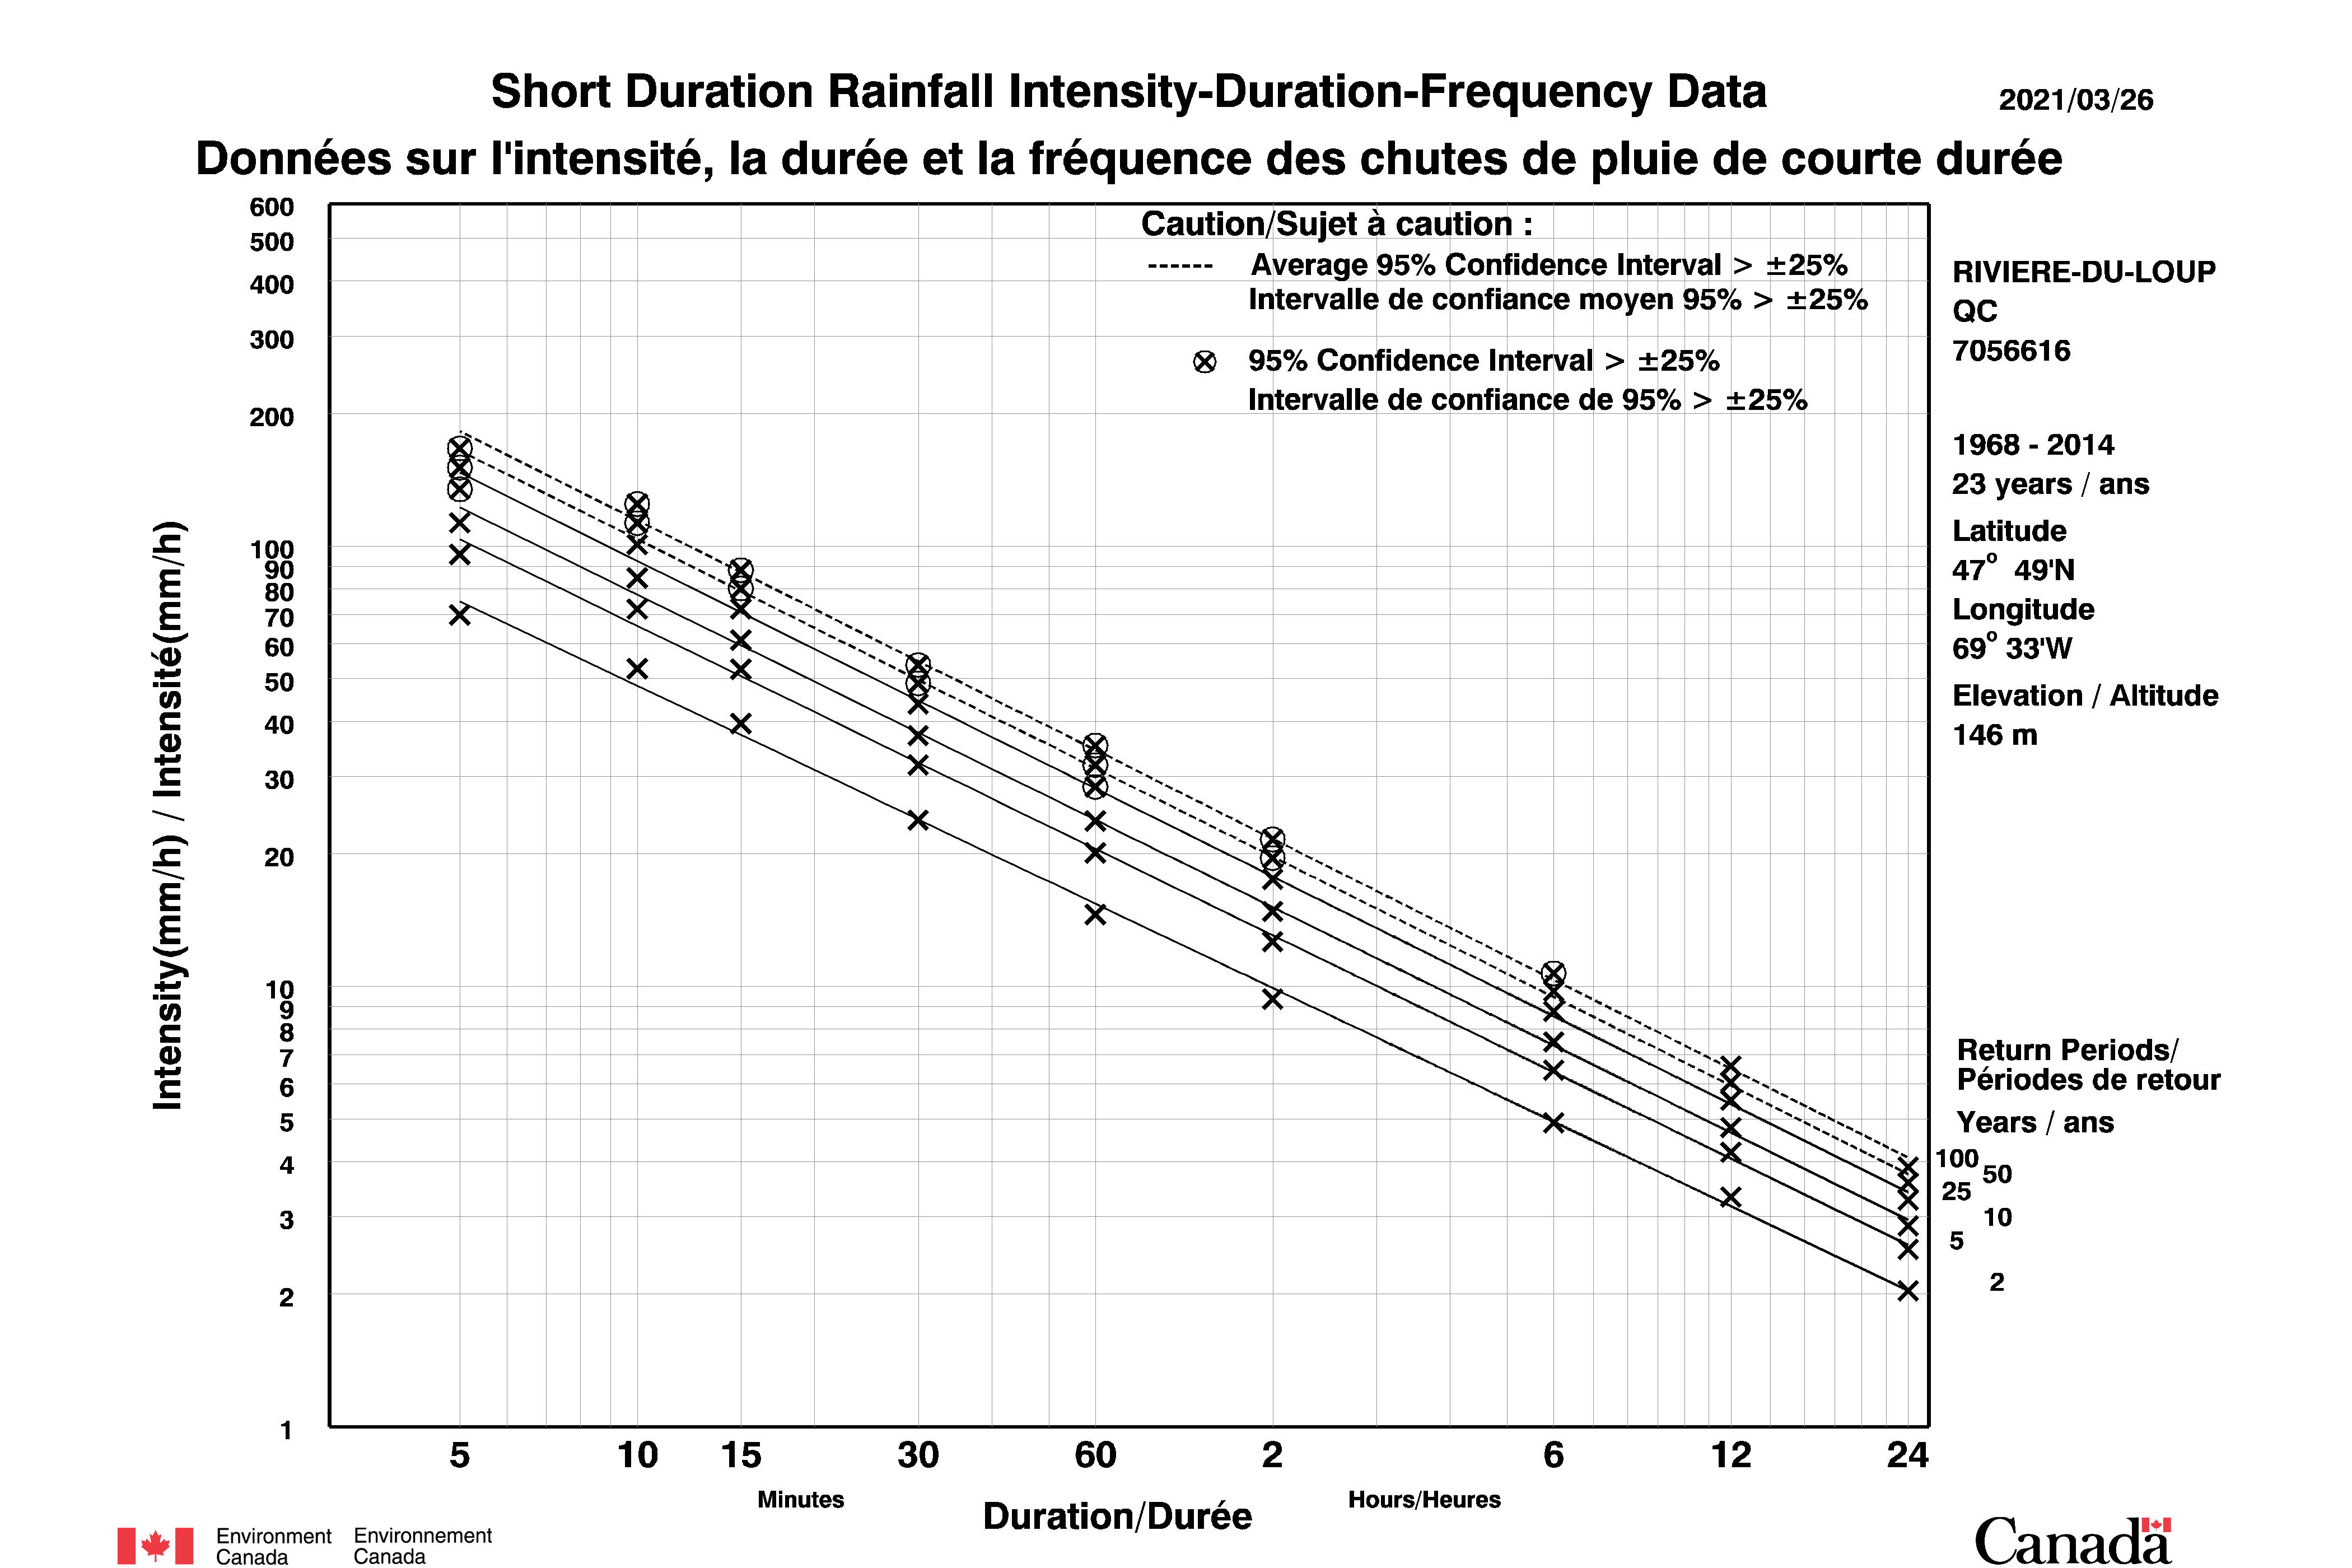 Short Duration Rainfall Intensity-Duration-Frequency Data
2021/03/26
Données sur l'intensité, la durée et la fréquence des chutes de pluie de courte durée
Caution/Sujet à caution :
Average 95% Confidence Interval > ±25%
Intervalle de confiance moyen 95% > ±25%
95% Confidence Interval > ±25%
Intervalle de confiance de 95% > ±25%
RIVIERE-DU-LOUP
QC
7056616
1968 - 2014
23 years / ans
Latitude
47° 49'N
Longitude
69° 33'W
Elevation / Altitude
146 m
Return Periods/
Périodes de retour
Years / ans
100
50
25
10
5
2
Intensity(mm/h) / Intensité(mm/h)
600
500
400
300
200
100
90
80
70
60
50
40
30
20
10
9
8
7
6
5
4
3
2
1
5 10 15 30 60 2 6 12 24
Minutes Hours/Heures
Duration/Durée
Environment Environnement
Canada Canada
Canada